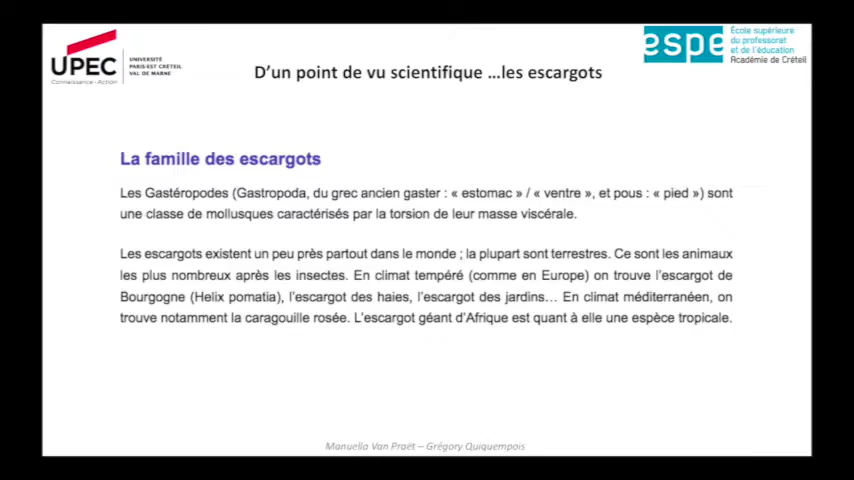 UPEC
Connaissance - Action
UNIVERSITÉ
PARIS-EST CRÉTEIL
VAL DE MARNE
espe
École supérieure
du professorat
et de l'éducation
Académie de Créteil
D'un point de vu scientifique …les escargots
La famille des escargots
Les Gastéropodes (Gastropoda, du grec ancien gaster : « estomac » / « ventre », et pous : « pied ») sont
une classe de mollusques caractérisés par la torsion de leur masse viscérale.
Les escargots existent un peu près partout dans le monde ; la plupart sont terrestres. Ce sont les animaux
les plus nombreux après les insectes. En climat tempéré (comme en Europe) on trouve l'escargot de
Bourgogne (Helix pomatia), l'escargot des haies, l'escargot des jardins… En climat méditerranéen, on
trouve notamment la caragouille rosée. L'escargot géant d'Afrique est quant à elle une espèce tropicale.
Manuella Van Praët – Grégory Quiquempois